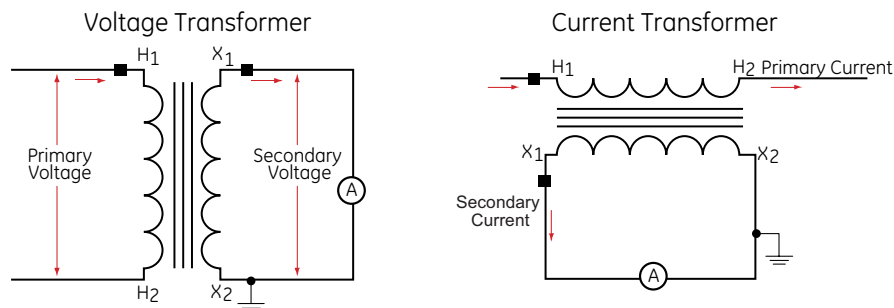 Voltage Transformer
H1
X1
Primary
Voltage
Secondary
Voltage
A
H2
X2
Current Transformer
H1
H2 Primary Current
X1
X2
Secondary
Current
A